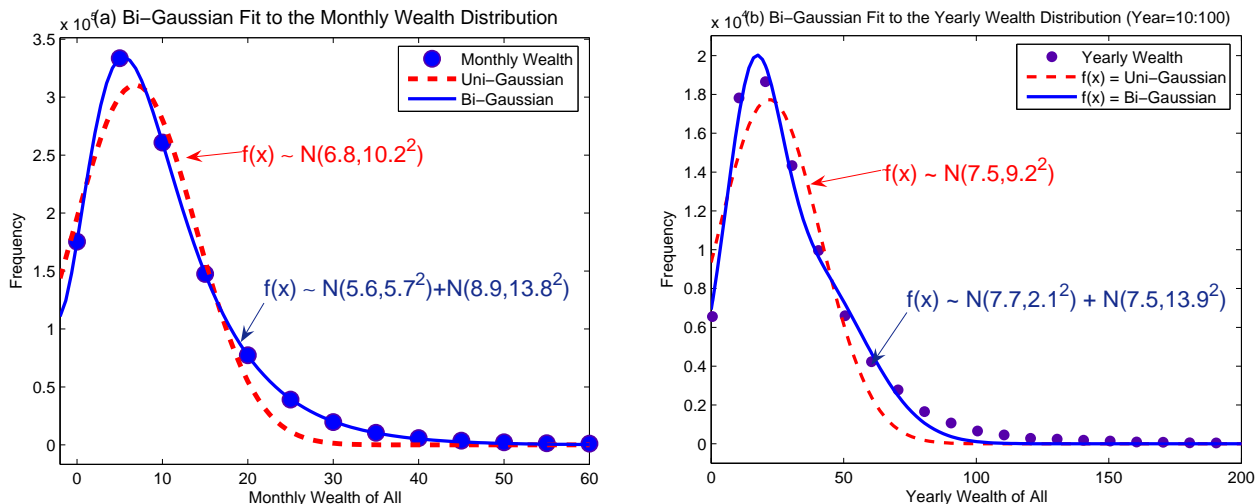 x 10^5 (a) Bi−Gaussian Fit to the Monthly Wealth Distribution
3.5
3
2.5
2
1.5
1
0.5
0
Frequency
Monthly Wealth
Uni−Gaussian
Bi−Gaussian
f(x) ~ N(6.8,10.2²)
f(x) ~ N(5.6,5.7²)+N(8.9,13.8²)
0 10 20 30 40 50 60
Monthly Wealth of All
x 10^4 (b) Bi−Gaussian Fit to the Yearly Wealth Distribution (Year=10:100)
2
1.8
1.6
1.4
1.2
1
0.8
0.6
0.4
0.2
0
Frequency
Yearly Wealth
f(x) = Uni−Gaussian
f(x) = Bi−Gaussian
f(x) ~ N(7.5,9.2²)
f(x) ~ N(7.7,2.1²) + N(7.5,13.9²)
0 50 100 150 200
Yearly Wealth of All